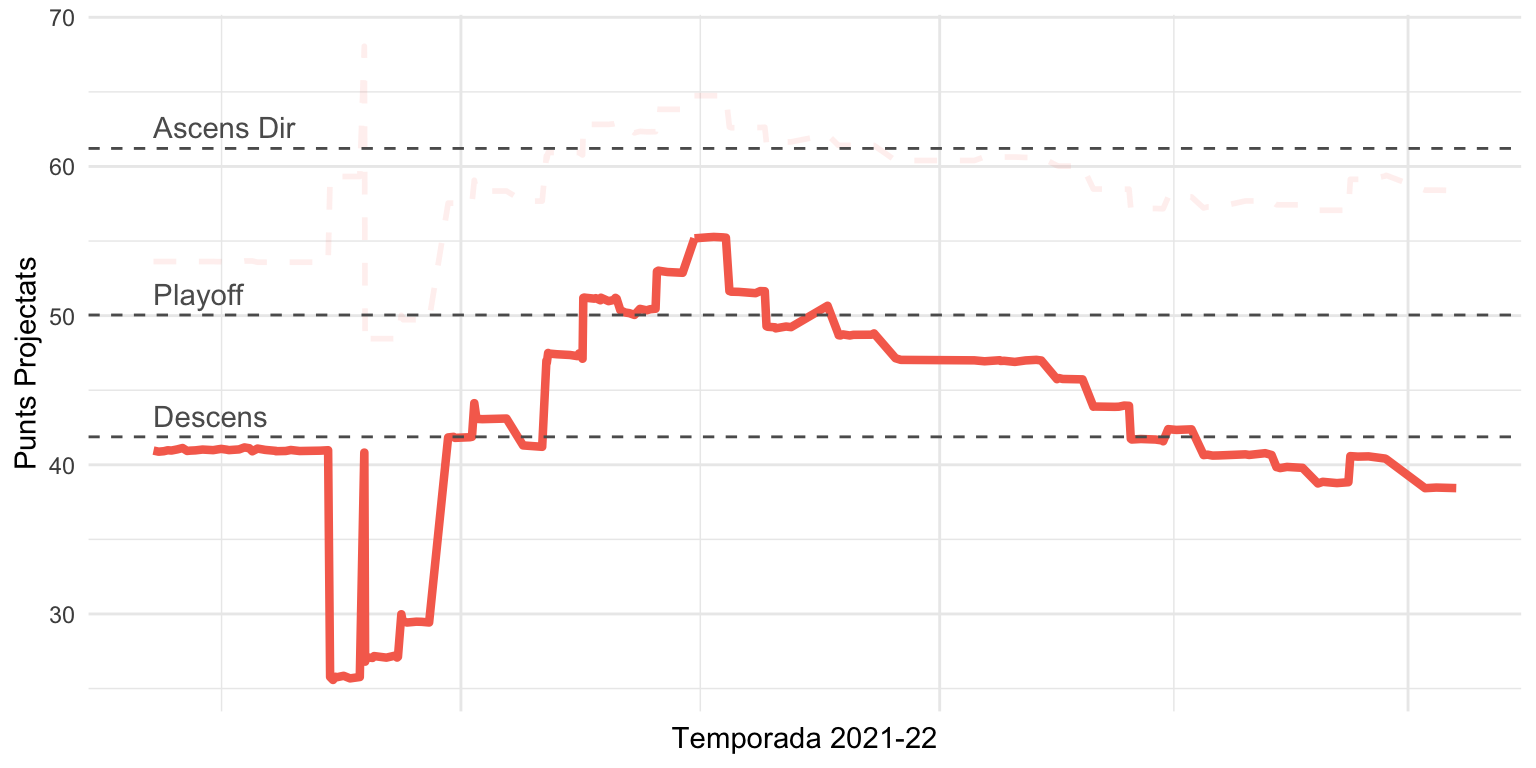 70
Ascens Dir
60
Playoff
50
Descens
40
30
Punts Projectats
Temporada 2021-22